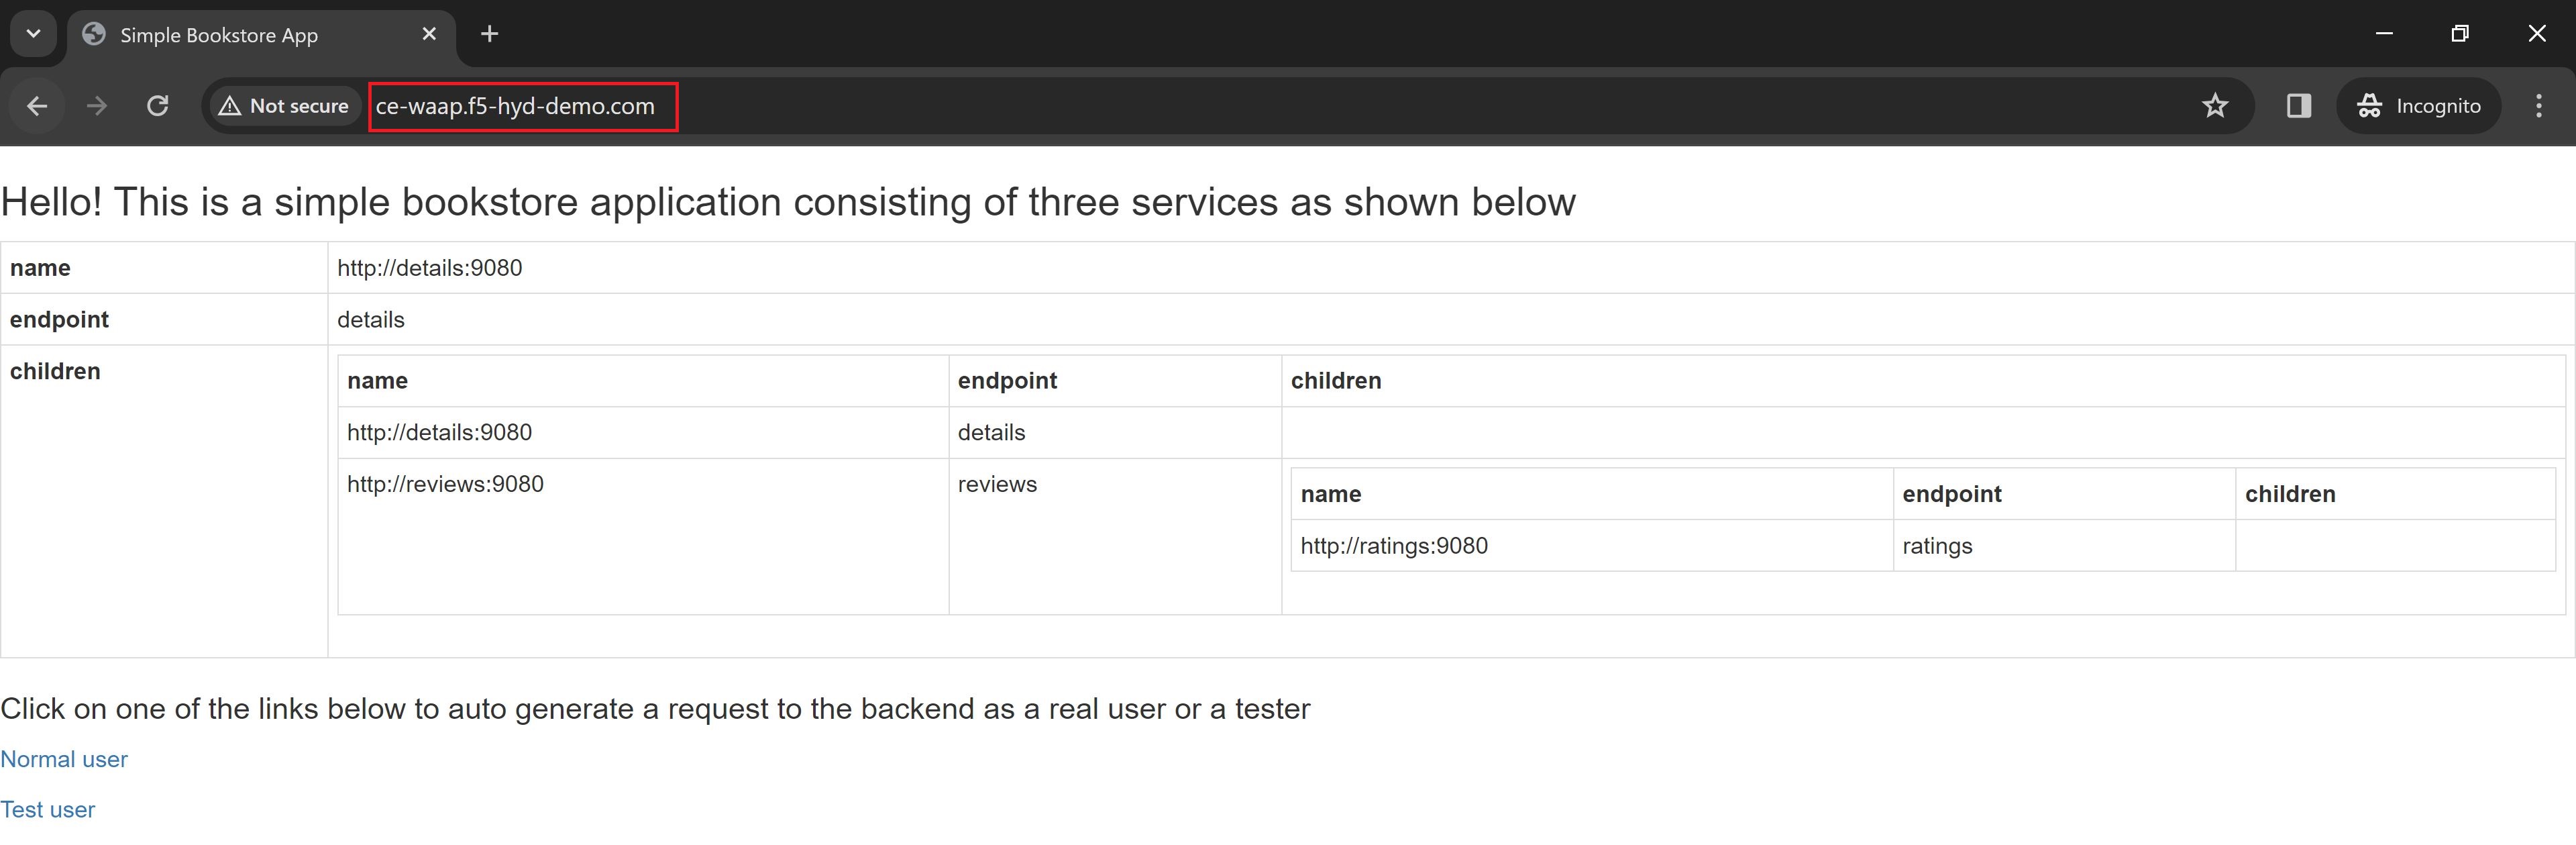 Simple Bookstore App
Not secure ce-waap.f5-hyd-demo.com Incognito
Hello! This is a simple bookstore application consisting of three services as shown below
name http://details:9080
endpoint details
children
name endpoint children
http://details:9080 details
http://reviews:9080 reviews
name endpoint children
http://ratings:9080 ratings
Click on one of the links below to auto generate a request to the backend as a real user or a tester
Normal user
Test user